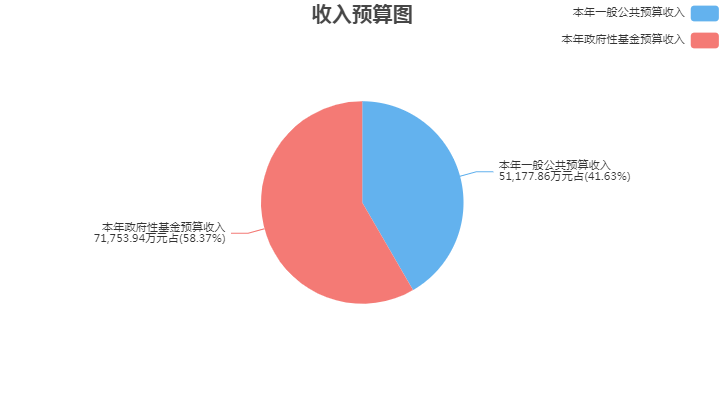 收入预算图
本年一般公共预算收入
本年政府性基金预算收入
本年一般公共预算收入
51,177.86万元占(41.63%)
本年政府性基金预算收入
71,753.94万元占(58.37%)